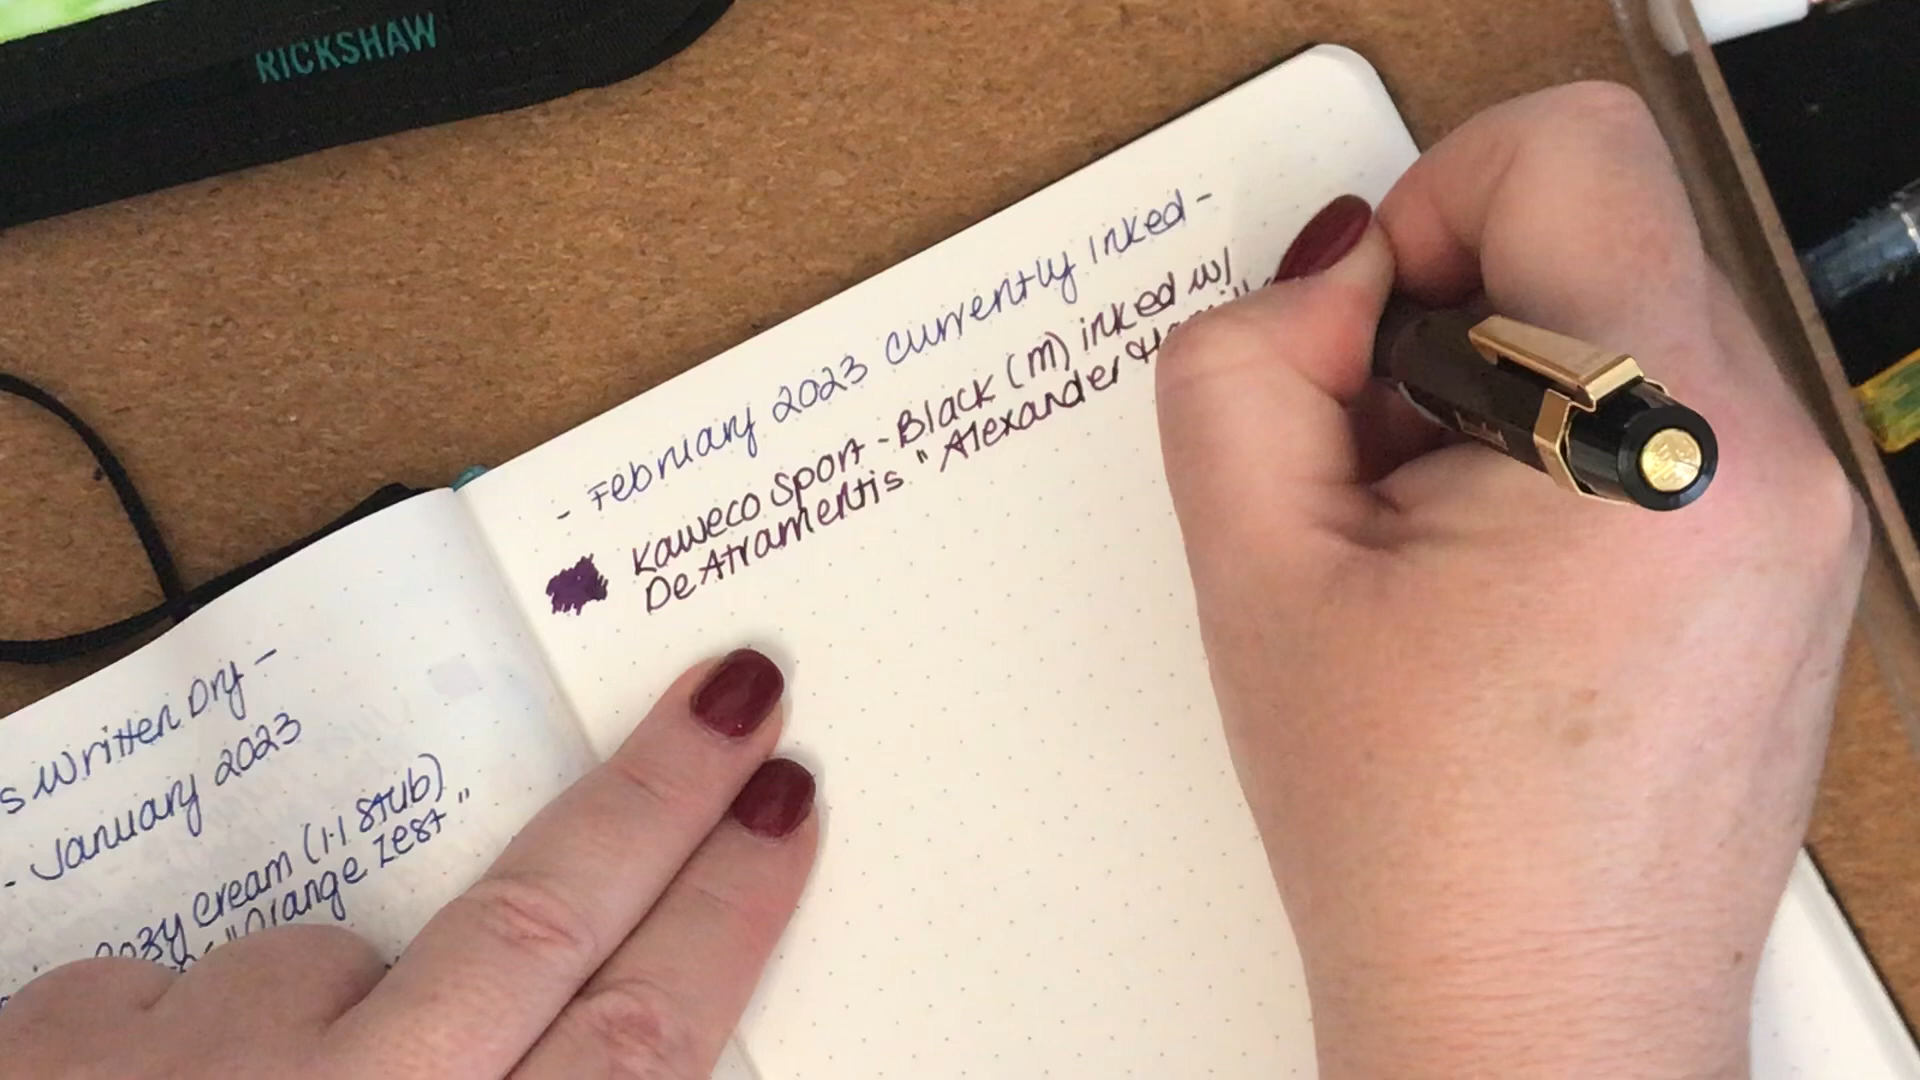 RICKSHAW
- February 2023 Currently Inked -
Kaweco Sport - Black (M) inked w/
De Atramentis "Alexander
s Written Dry -
- January 2023
Cream (1.1 Stub)
"Orange Zest"